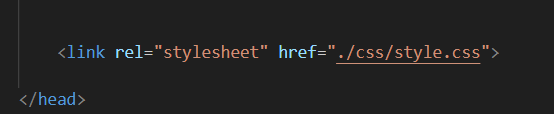 <link rel="stylesheet" href="./css/style.css">
</head>